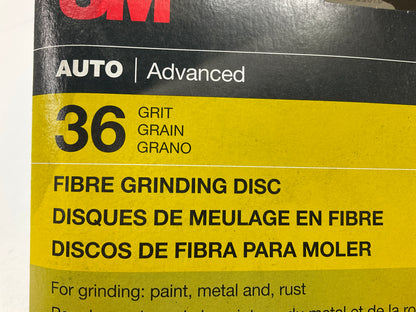 3M
AUTO | Advanced
36 GRIT
GRAIN
GRANO
FIBRE GRINDING DISC
DISQUES DE MEULAGE EN FIBRE
DISCOS DE FIBRA PARA MOLER
For grinding: paint, metal and, rust